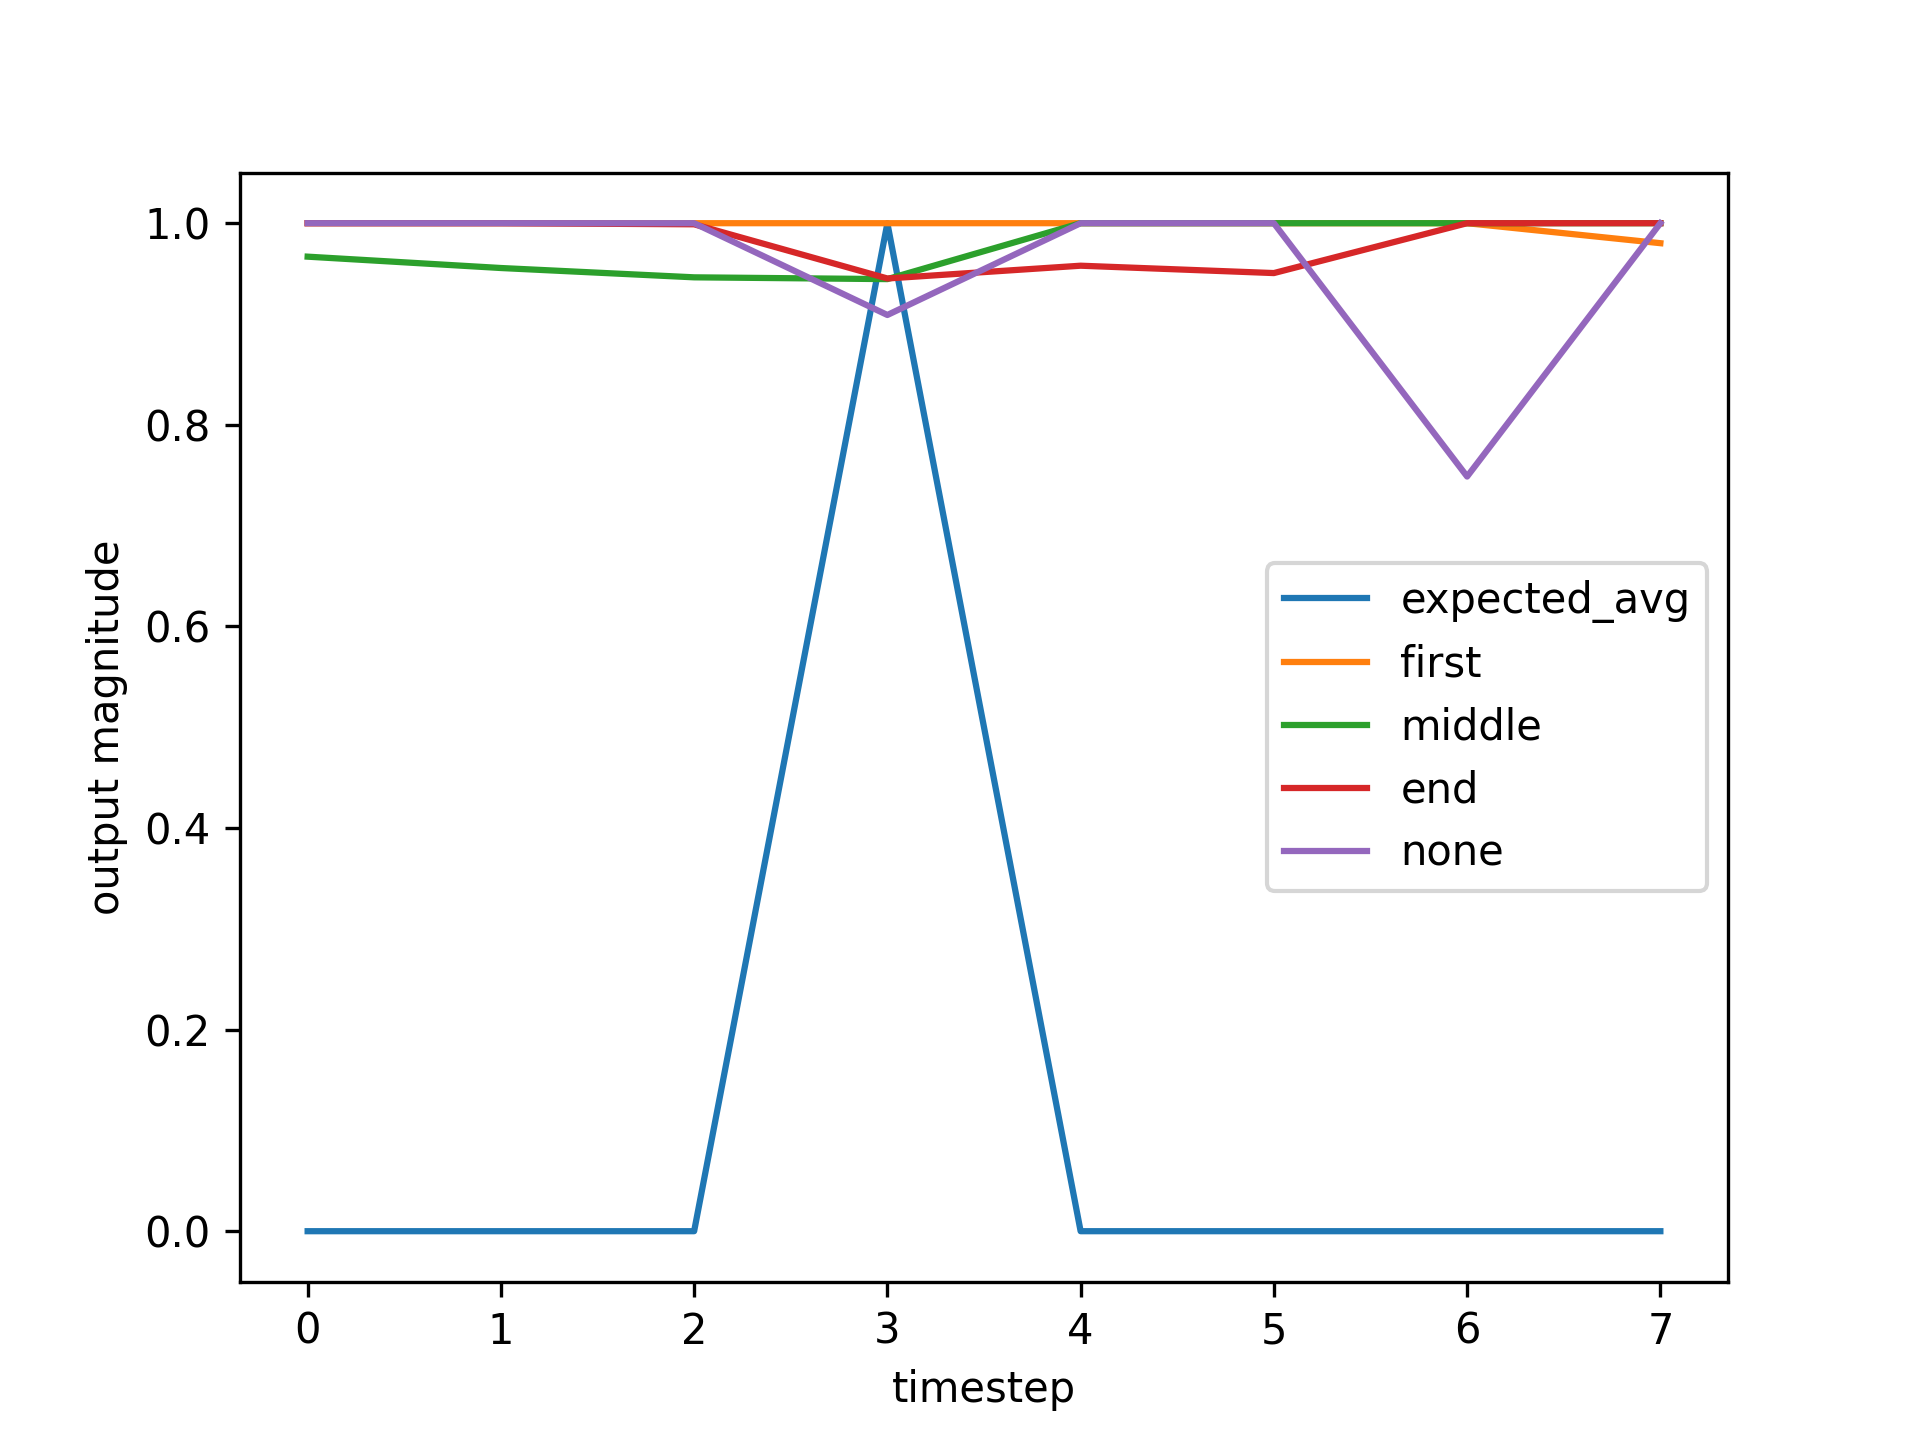 1.0
0.8
0.6
0.4
0.2
0.0
output magnitude
expected_avg
first
middle
end
none
0 1 2 3 4 5 6 7
timestep